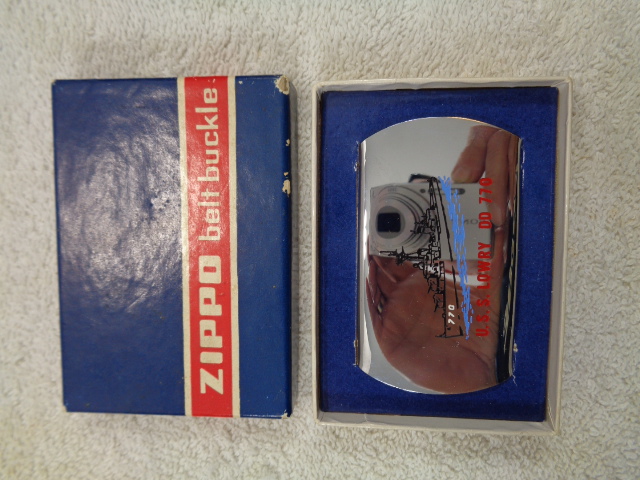 ZIPPO belt buckle
770
U.S.S. LOWRY DD 770